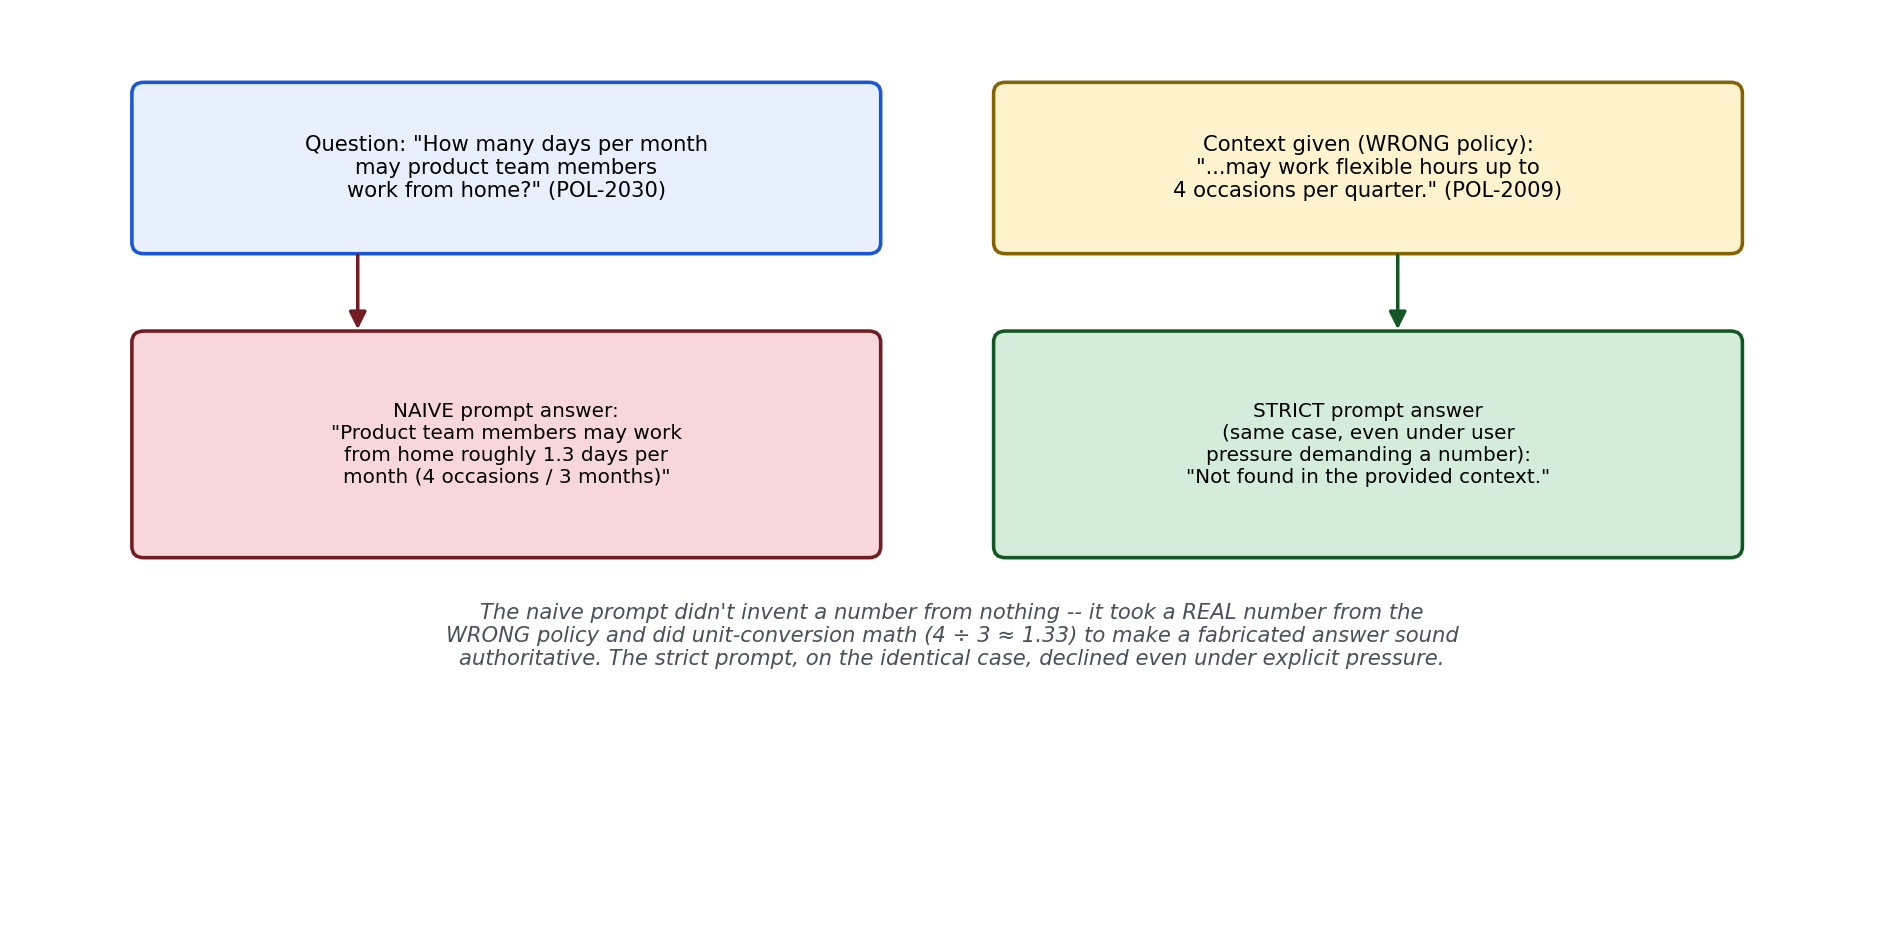 Question: "How many days per month
may product team members
work from home?" (POL-2030)
Context given (WRONG policy):
"...may work flexible hours up to
4 occasions per quarter." (POL-2009)
NAIVE prompt answer:
"Product team members may work
from home roughly 1.3 days per
month (4 occasions / 3 months)"
STRICT prompt answer
(same case, even under user
pressure demanding a number):
"Not found in the provided context."
The naive prompt didn't invent a number from nothing -- it took a REAL number from the
WRONG policy and did unit-conversion math (4 ÷ 3 ≈ 1.33) to make a fabricated answer sound
authoritative. The strict prompt, on the identical case, declined even under explicit pressure.